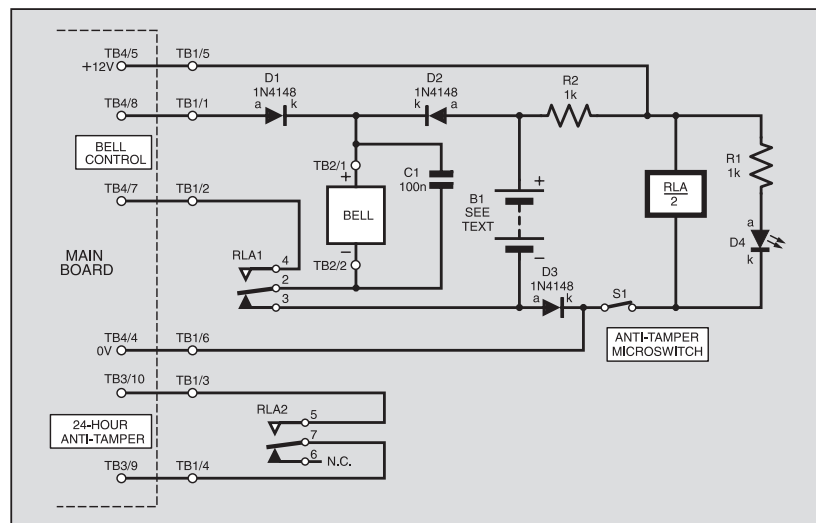 TB4/5
TB1/5
+12V
D1
1N4148
a
k
D2
1N4148
k
a
R2
1k
TB4/8
TB1/1
BELL
CONTROL
TB2/1
+
C1
100n
BELL
B1
SEE
TEXT
+
−
RLA
2
R1
1k
a
D4
k
TB4/7
TB1/2
MAIN
BOARD
RLA1
4
2
3
−
TB2/2
D3
1N4148
a
k
S1
ANTI-TAMPER
MICROSWITCH
TB4/4
TB1/6
0V
TB3/10
TB1/3
24-HOUR
ANTI-TAMPER
RLA2
5
7
6
N.C.
TB3/9
TB1/4